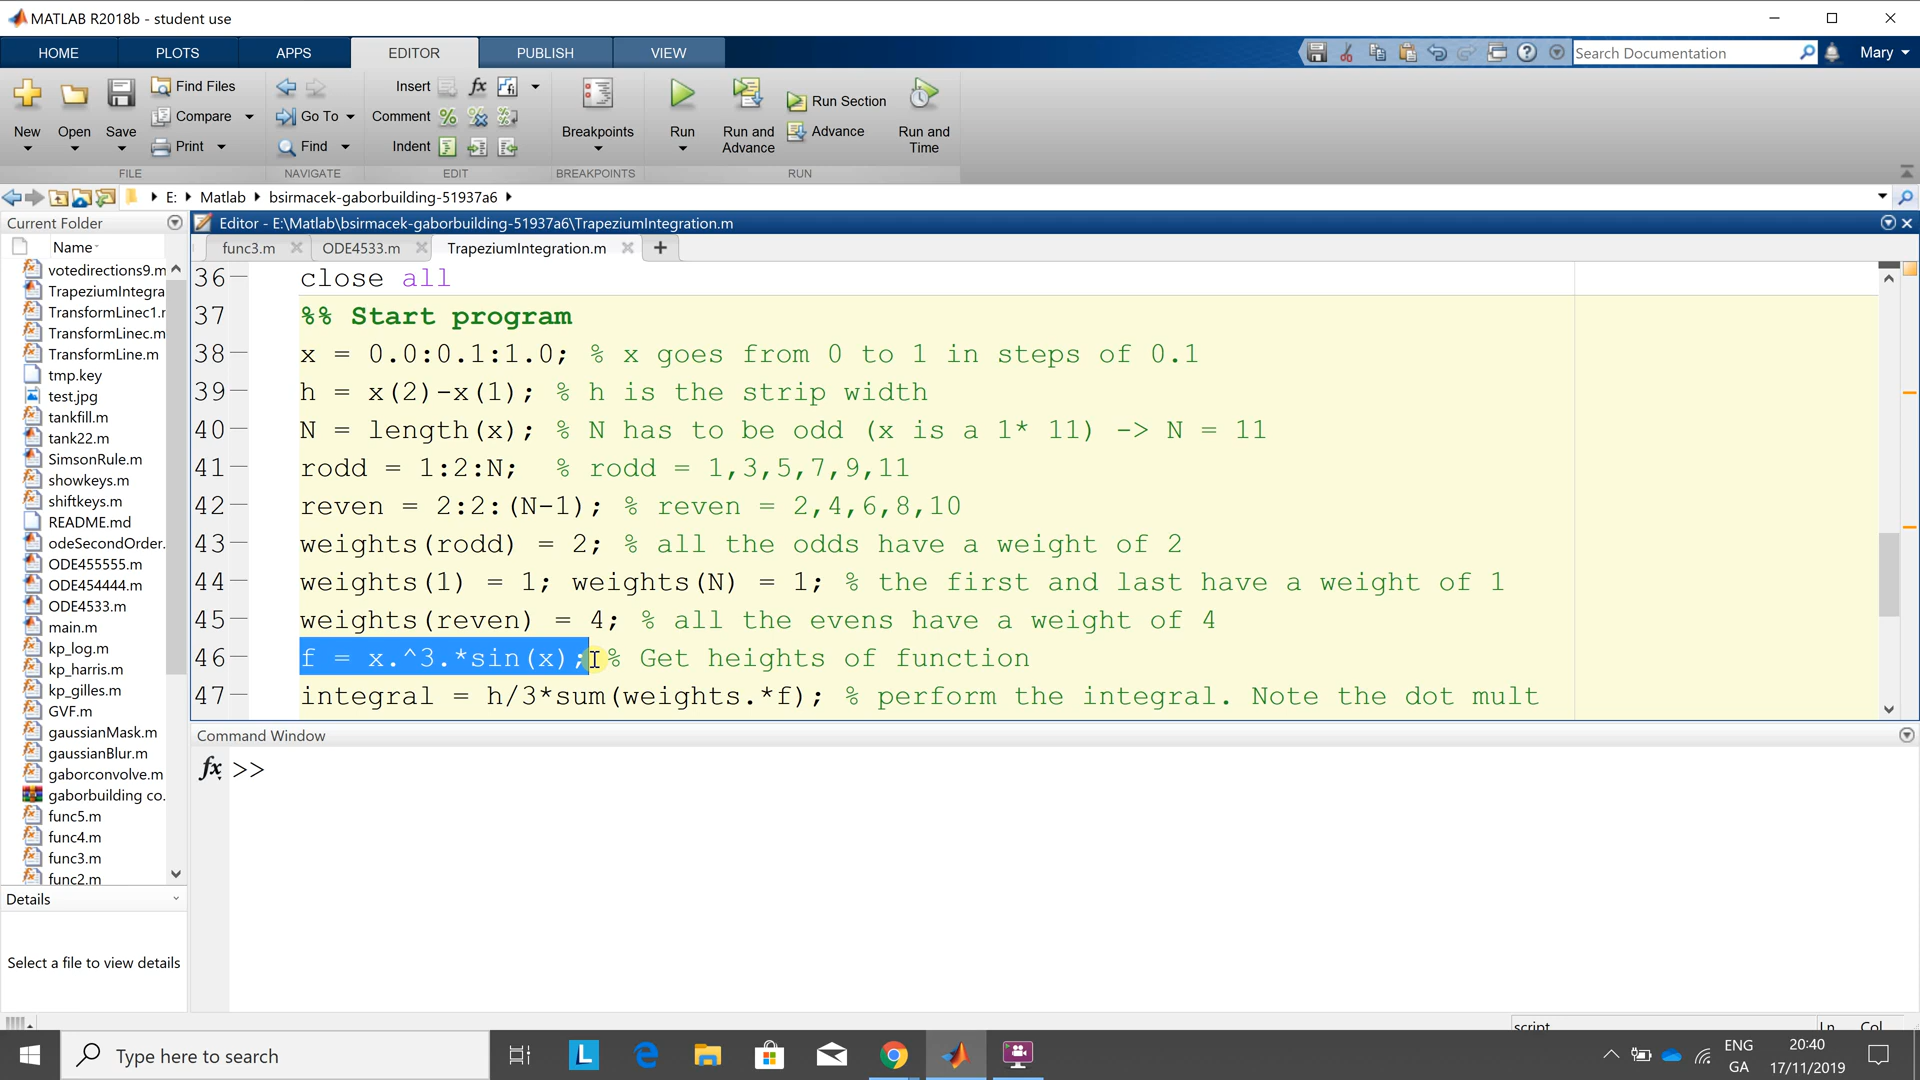 MATLAB R2018b - student use
HOME
PLOTS
APPS
EDITOR
PUBLISH
VIEW
Search Documentation
Mary
New
Open
Save
Find Files
Compare
Print
FILE
Go To
Find
NAVIGATE
Insert
fx
Comment
Indent
EDIT
Breakpoints
BREAKPOINTS
Run
Run and Advance
Run Section
Advance
Run and Time
RUN
E: Matlab bsirmacek-gaborbuilding-51937a6
Current Folder
Name
votedirections9.m
TrapeziumIntegra
TransformLinec1.r
TransformLinec.m
TransformLine.m
tmp.key
test.jpg
tankfill.m
tank22.m
SimsonRule.m
showkeys.m
shiftkeys.m
README.md
odeSecondOrder.
ODE455555.m
ODE454444.m
ODE4533.m
main.m
kp_log.m
kp_harris.m
kp_gilles.m
GVF.m
gaussianMask.m
gaussianBlur.m
gaborconvolve.m
gaborbuilding co.
func5.m
func4.m
func3.m
func2.m
Details
Select a file to view details
Editor - E:\Matlab\bsirmacek-gaborbuilding-51937a6\TrapeziumIntegration.m
func3.m
ODE4533.m
TrapeziumIntegration.m
36 close all
37 %% Start program
38 x = 0.0:0.1:1.0; % x goes from 0 to 1 in steps of 0.1
39 h = x(2)-x(1); % h is the strip width
40 N = length(x); % N has to be odd (x is a 1* 11) -> N = 11
41 rodd = 1:2:N; % rodd = 1,3,5,7,9,11
42 reven = 2:2:(N-1); % reven = 2,4,6,8,10
43 weights(rodd) = 2; % all the odds have a weight of 2
44 weights(1) = 1; weights(N) = 1; % the first and last have a weight of 1
45 weights(reven) = 4; % all the evens have a weight of 4
46 f = x.^3.*sin(x); % Get heights of function
47 integral = h/3*sum(weights.*f); % perform the integral. Note the dot mult
Command Window
fx >>
script
Ln
Col
Type here to search
L
ENG
GA
20:40
17/11/2019